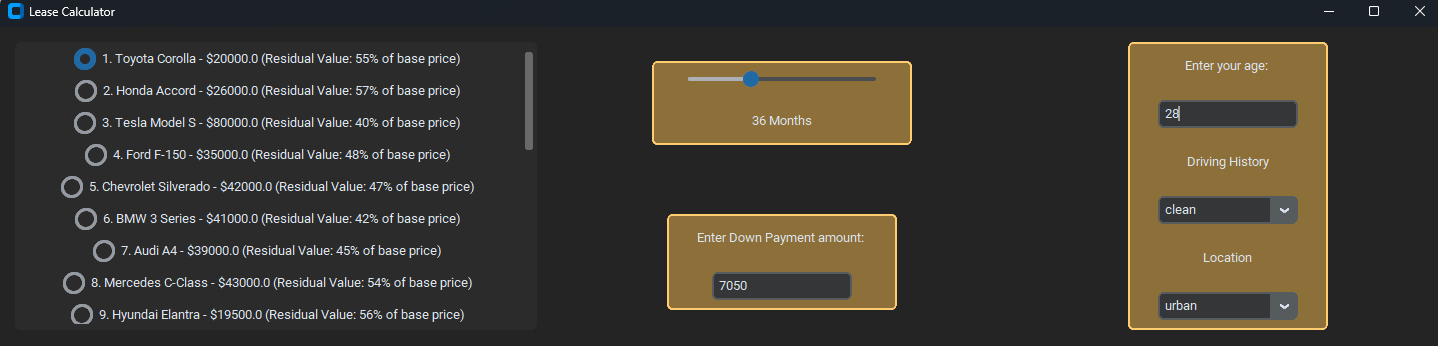 Lease Calculator
1. Toyota Corolla - $20000.0 (Residual Value: 55% of base price)
2. Honda Accord - $26000.0 (Residual Value: 57% of base price)
3. Tesla Model S - $80000.0 (Residual Value: 40% of base price)
4. Ford F-150 - $35000.0 (Residual Value: 48% of base price)
5. Chevrolet Silverado - $42000.0 (Residual Value: 47% of base price)
6. BMW 3 Series - $41000.0 (Residual Value: 42% of base price)
7. Audi A4 - $39000.0 (Residual Value: 45% of base price)
8. Mercedes C-Class - $43000.0 (Residual Value: 54% of base price)
9. Hyundai Elantra - $19500.0 (Residual Value: 56% of base price)
36 Months
Enter Down Payment amount:
7050
Enter your age:
28
Driving History
clean
Location
urban